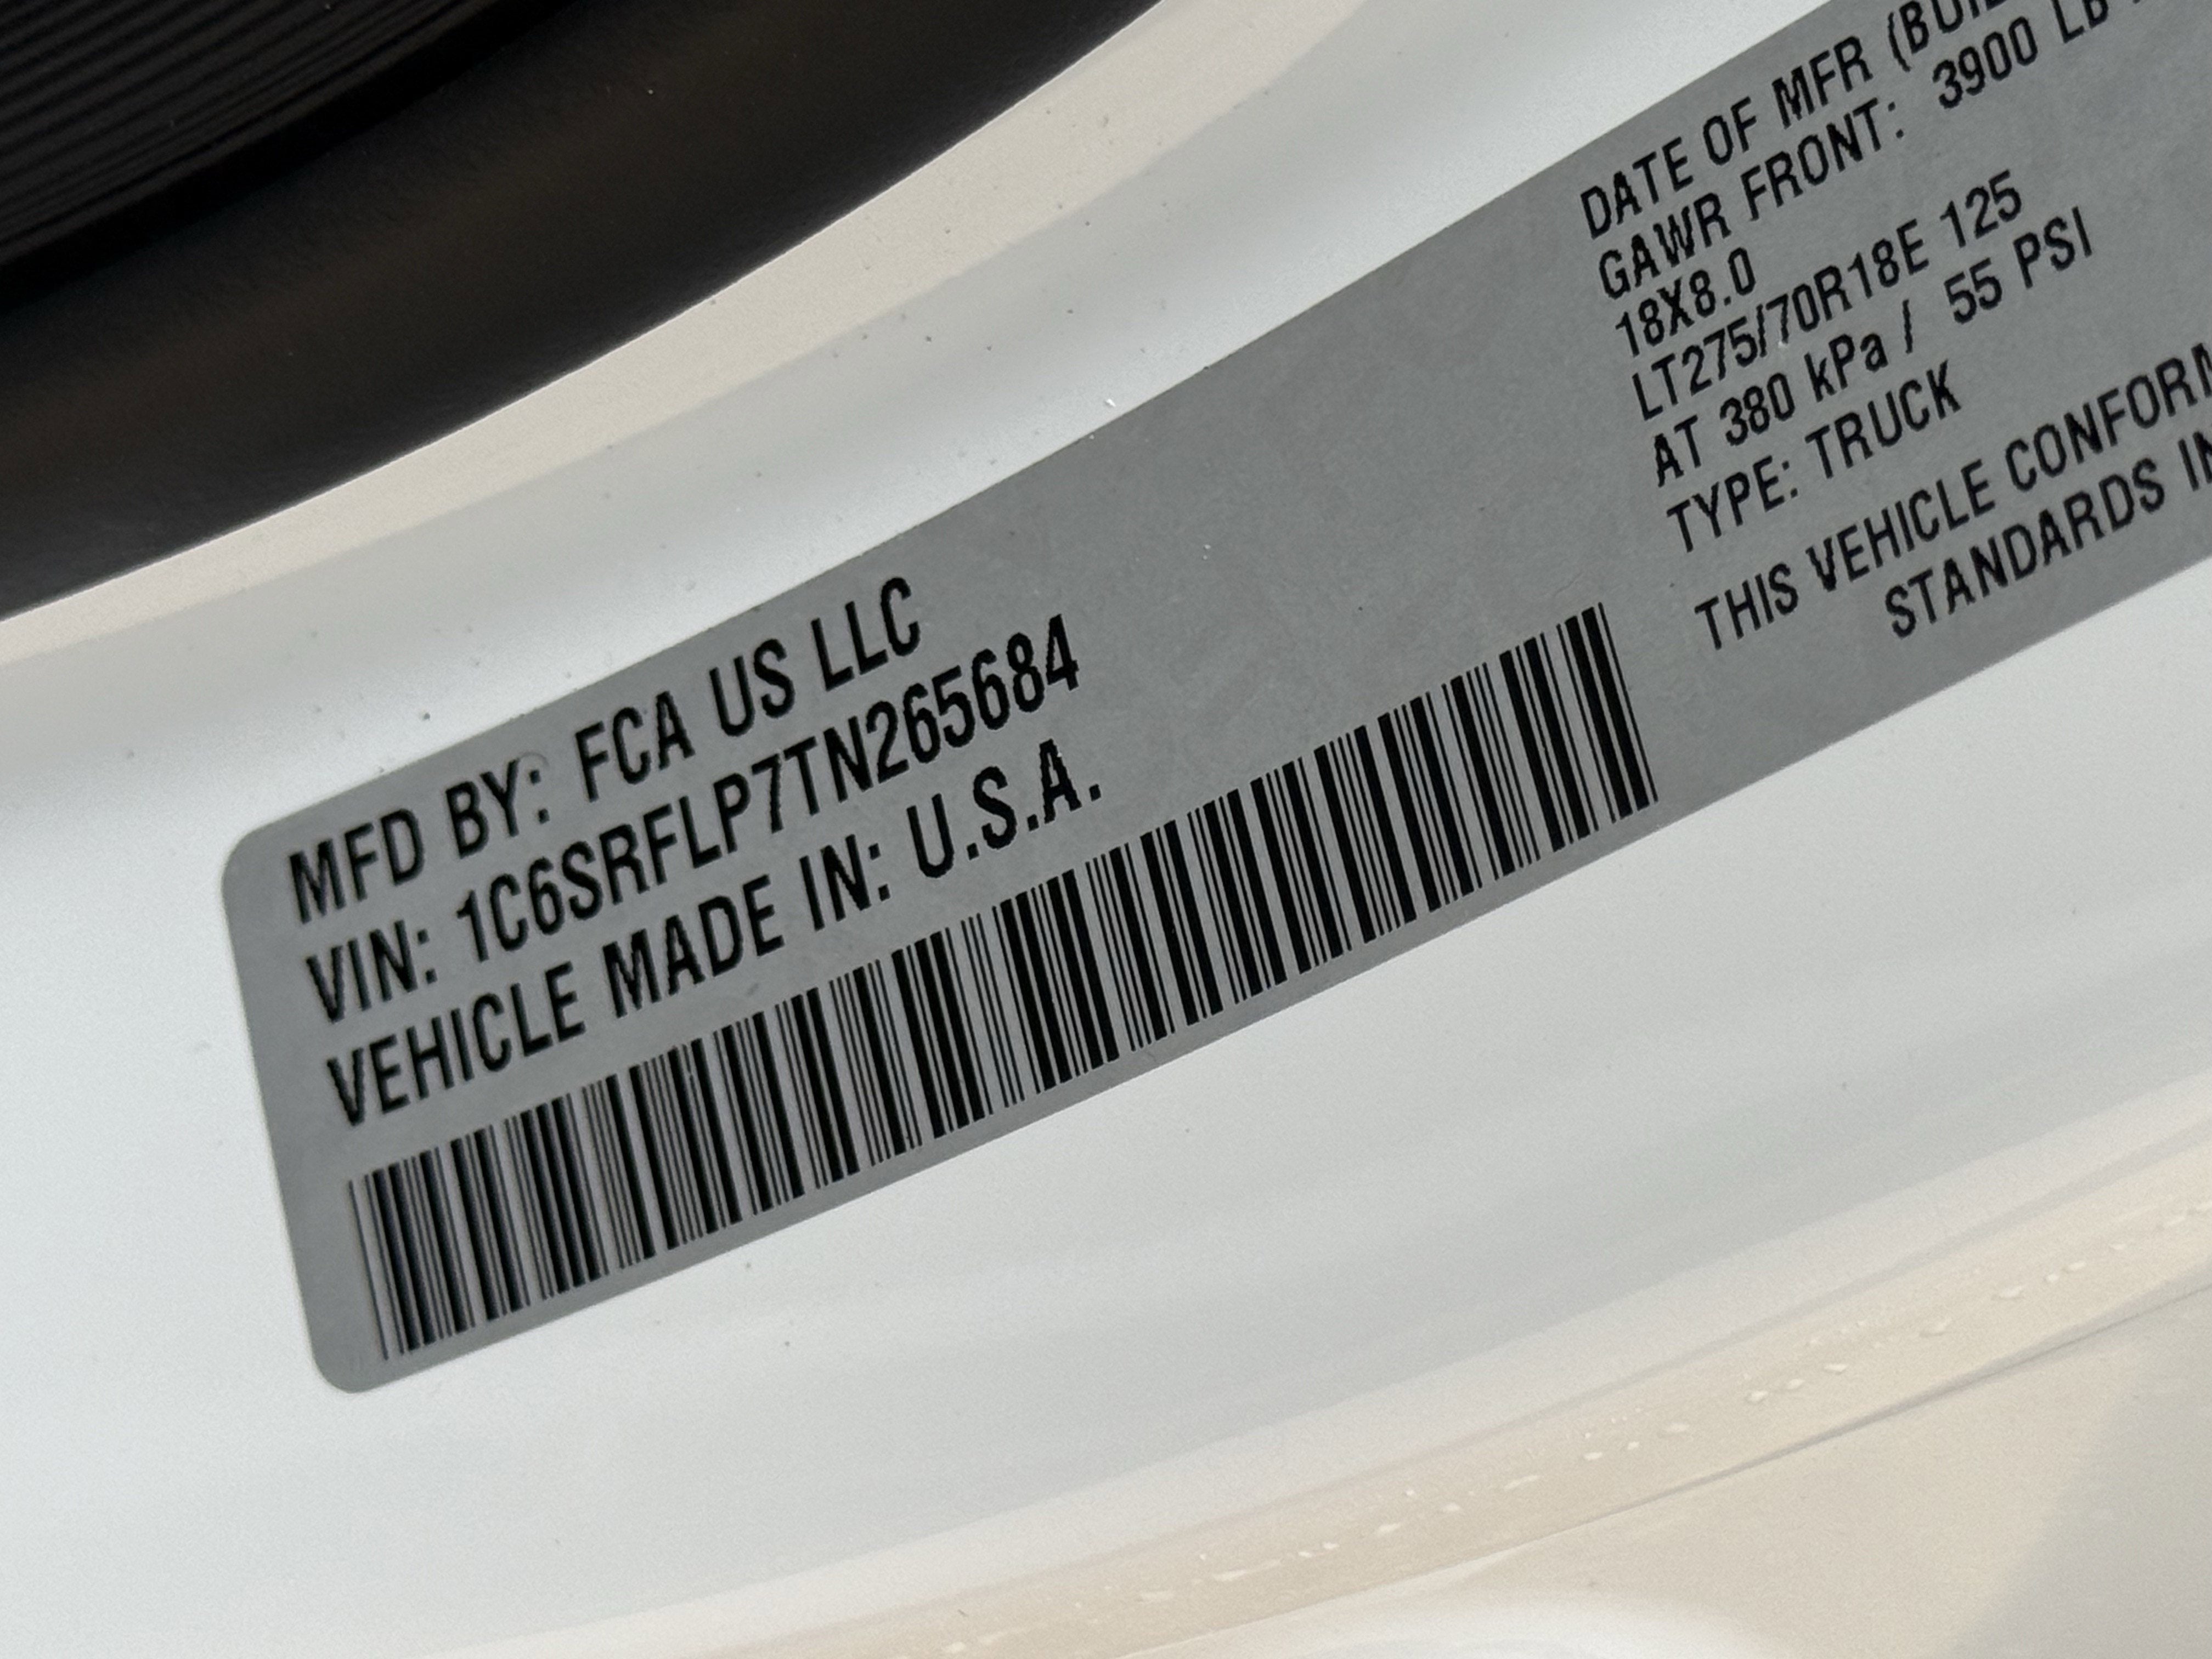 MFD BY: FCA US LLC
VIN: 1C6SRFLP7TN265684
VEHICLE MADE IN: U.S.A.
DATE OF MFR
GAWR FRONT: 3900 LB
18X8.0
LT275/70R18E 125
AT 380 kPa / 55 PSI
TYPE: TRUCK
THIS VEHICLE
STANDARDS